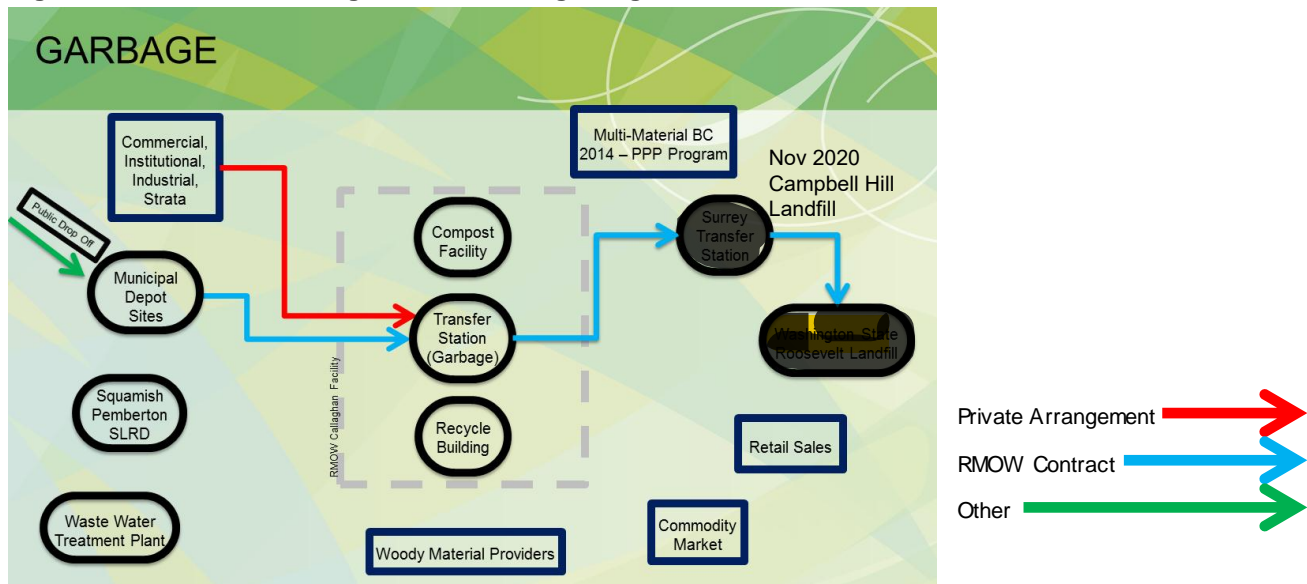 GARBAGE
Commercial,
Institutional,
Industrial,
Strata
Multi-Material BC
2014 – PPP Program
Nov 2020
Campbell Hill
Landfill
Public Drop Off
Municipal
Depot
Sites
Compost
Facility
Surrey
Transfer
Station
Transfer
Station
(Garbage)
Washington State
Roosevelt Landfill
RMOW Callaghan Facility
Squamish
Pemberton
SLRD
Recycle
Building
Retail Sales
Waste Water
Treatment Plant
Woody Material Providers
Commodity
Market
Private Arrangement
RMOW Contract
Other